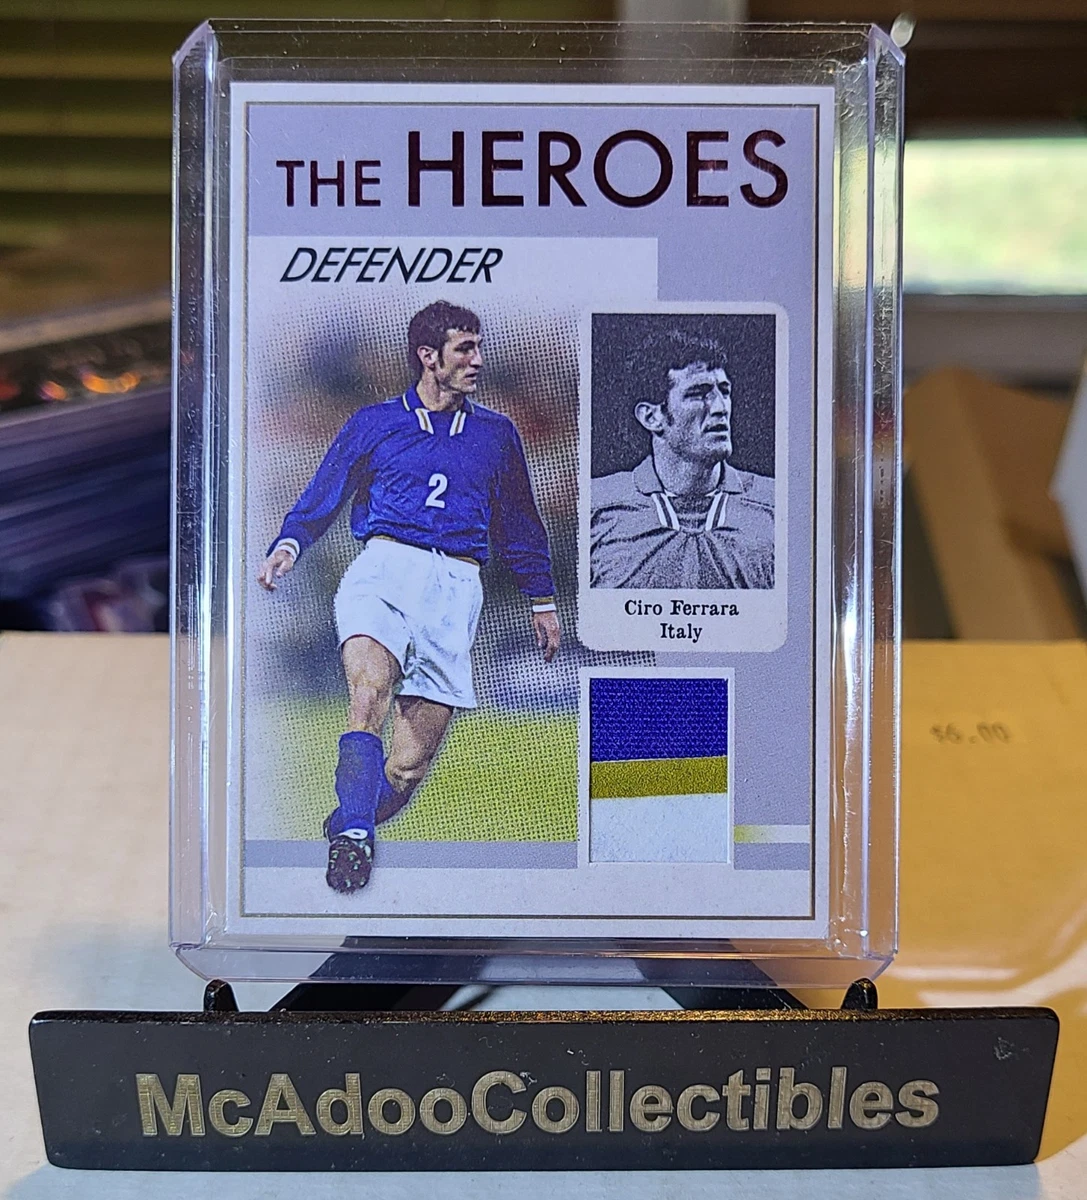 THE HEROES
DEFENDER
2
Ciro Ferrara
Italy
$6.00
McAdooCollectibles